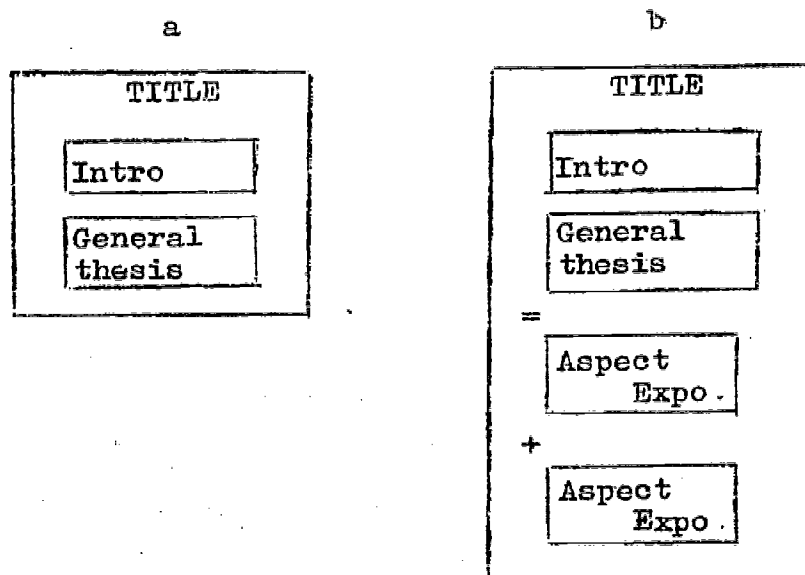 a
TITLE
Intro
General
thesis
b
TITLE
Intro
General
thesis
=
Aspect
Expo.
+
Aspect
Expo.